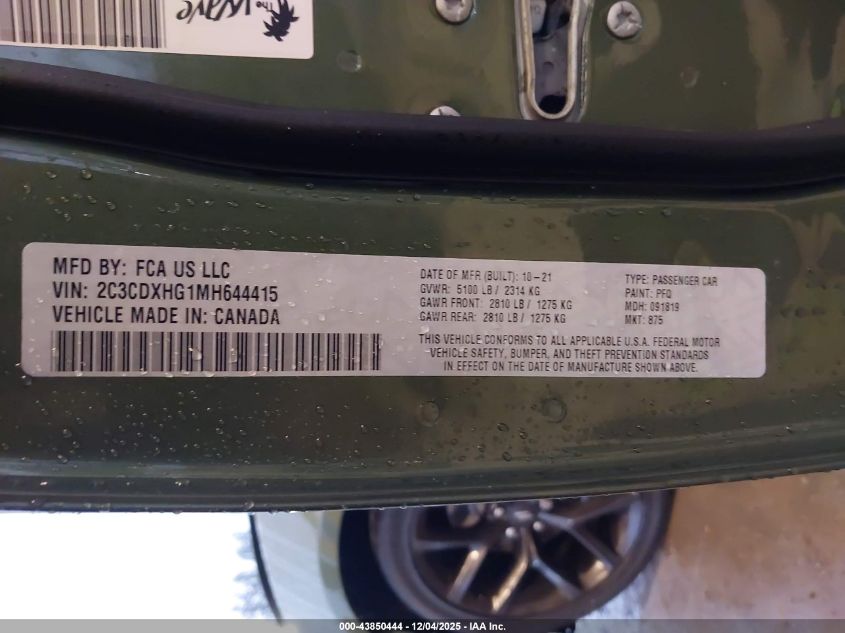 The Wave
MFD BY: FCA US LLC
VIN: 2C3CDXHG1MH644415
VEHICLE MADE IN: CANADA
DATE OF MFR (BUILT): 10-21
GVWR: 5100 LB / 2314 KG
GAWR FRONT: 2810 LB / 1275 KG
GAWR REAR: 2810 LB / 1275 KG
TYPE: PASSENGER CAR
PAINT: PFQ
MDH: 091819
MKT: 875
THIS VEHICLE CONFORMS TO ALL APPLICABLE U.S.A. FEDERAL MOTOR
VEHICLE SAFETY, BUMPER, AND THEFT PREVENTION STANDARDS
IN EFFECT ON THE DATE OF MANUFACTURE SHOWN ABOVE.
000-43850444 - 12/04/2025 - IAA Inc.